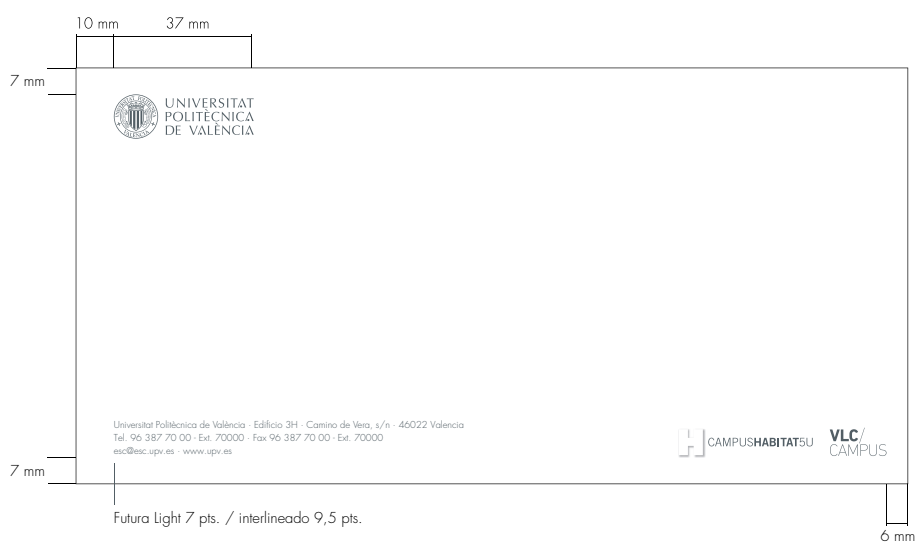 10 mm
37 mm
7 mm
UNIVERSITAT
POLITÈCNICA
DE VALÈNCIA
Universitat Politècnica de València · Edificio 3H · Camino de Vera, s/n · 46022 Valencia
Tel. 96 387 70 00 · Ext. 70000 · Fax 96 387 70 00 · Ext. 70000
esc@esc.upv.es · www.upv.es
H CAMPUSHABITAT5U
VLC/
CAMPUS
7 mm
Futura Light 7 pts. / interlineado 9,5 pts.
6 mm